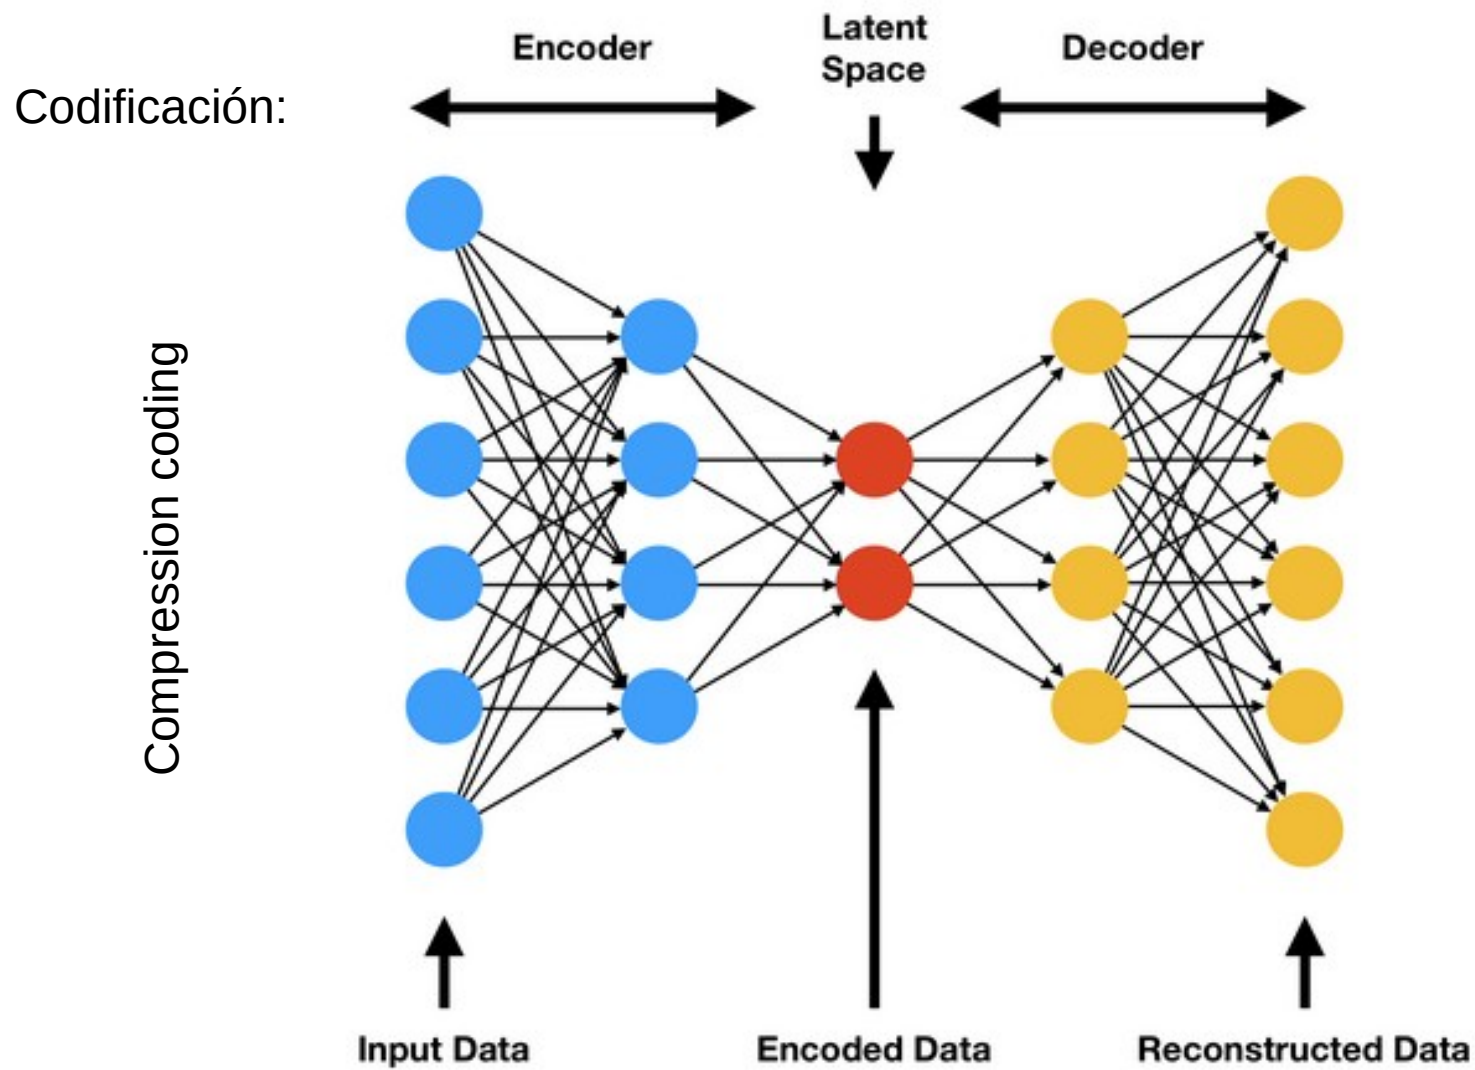 Codificación:
Encoder
Latent
Space
Decoder
Compression coding
Input Data
Encoded Data
Reconstructed Data